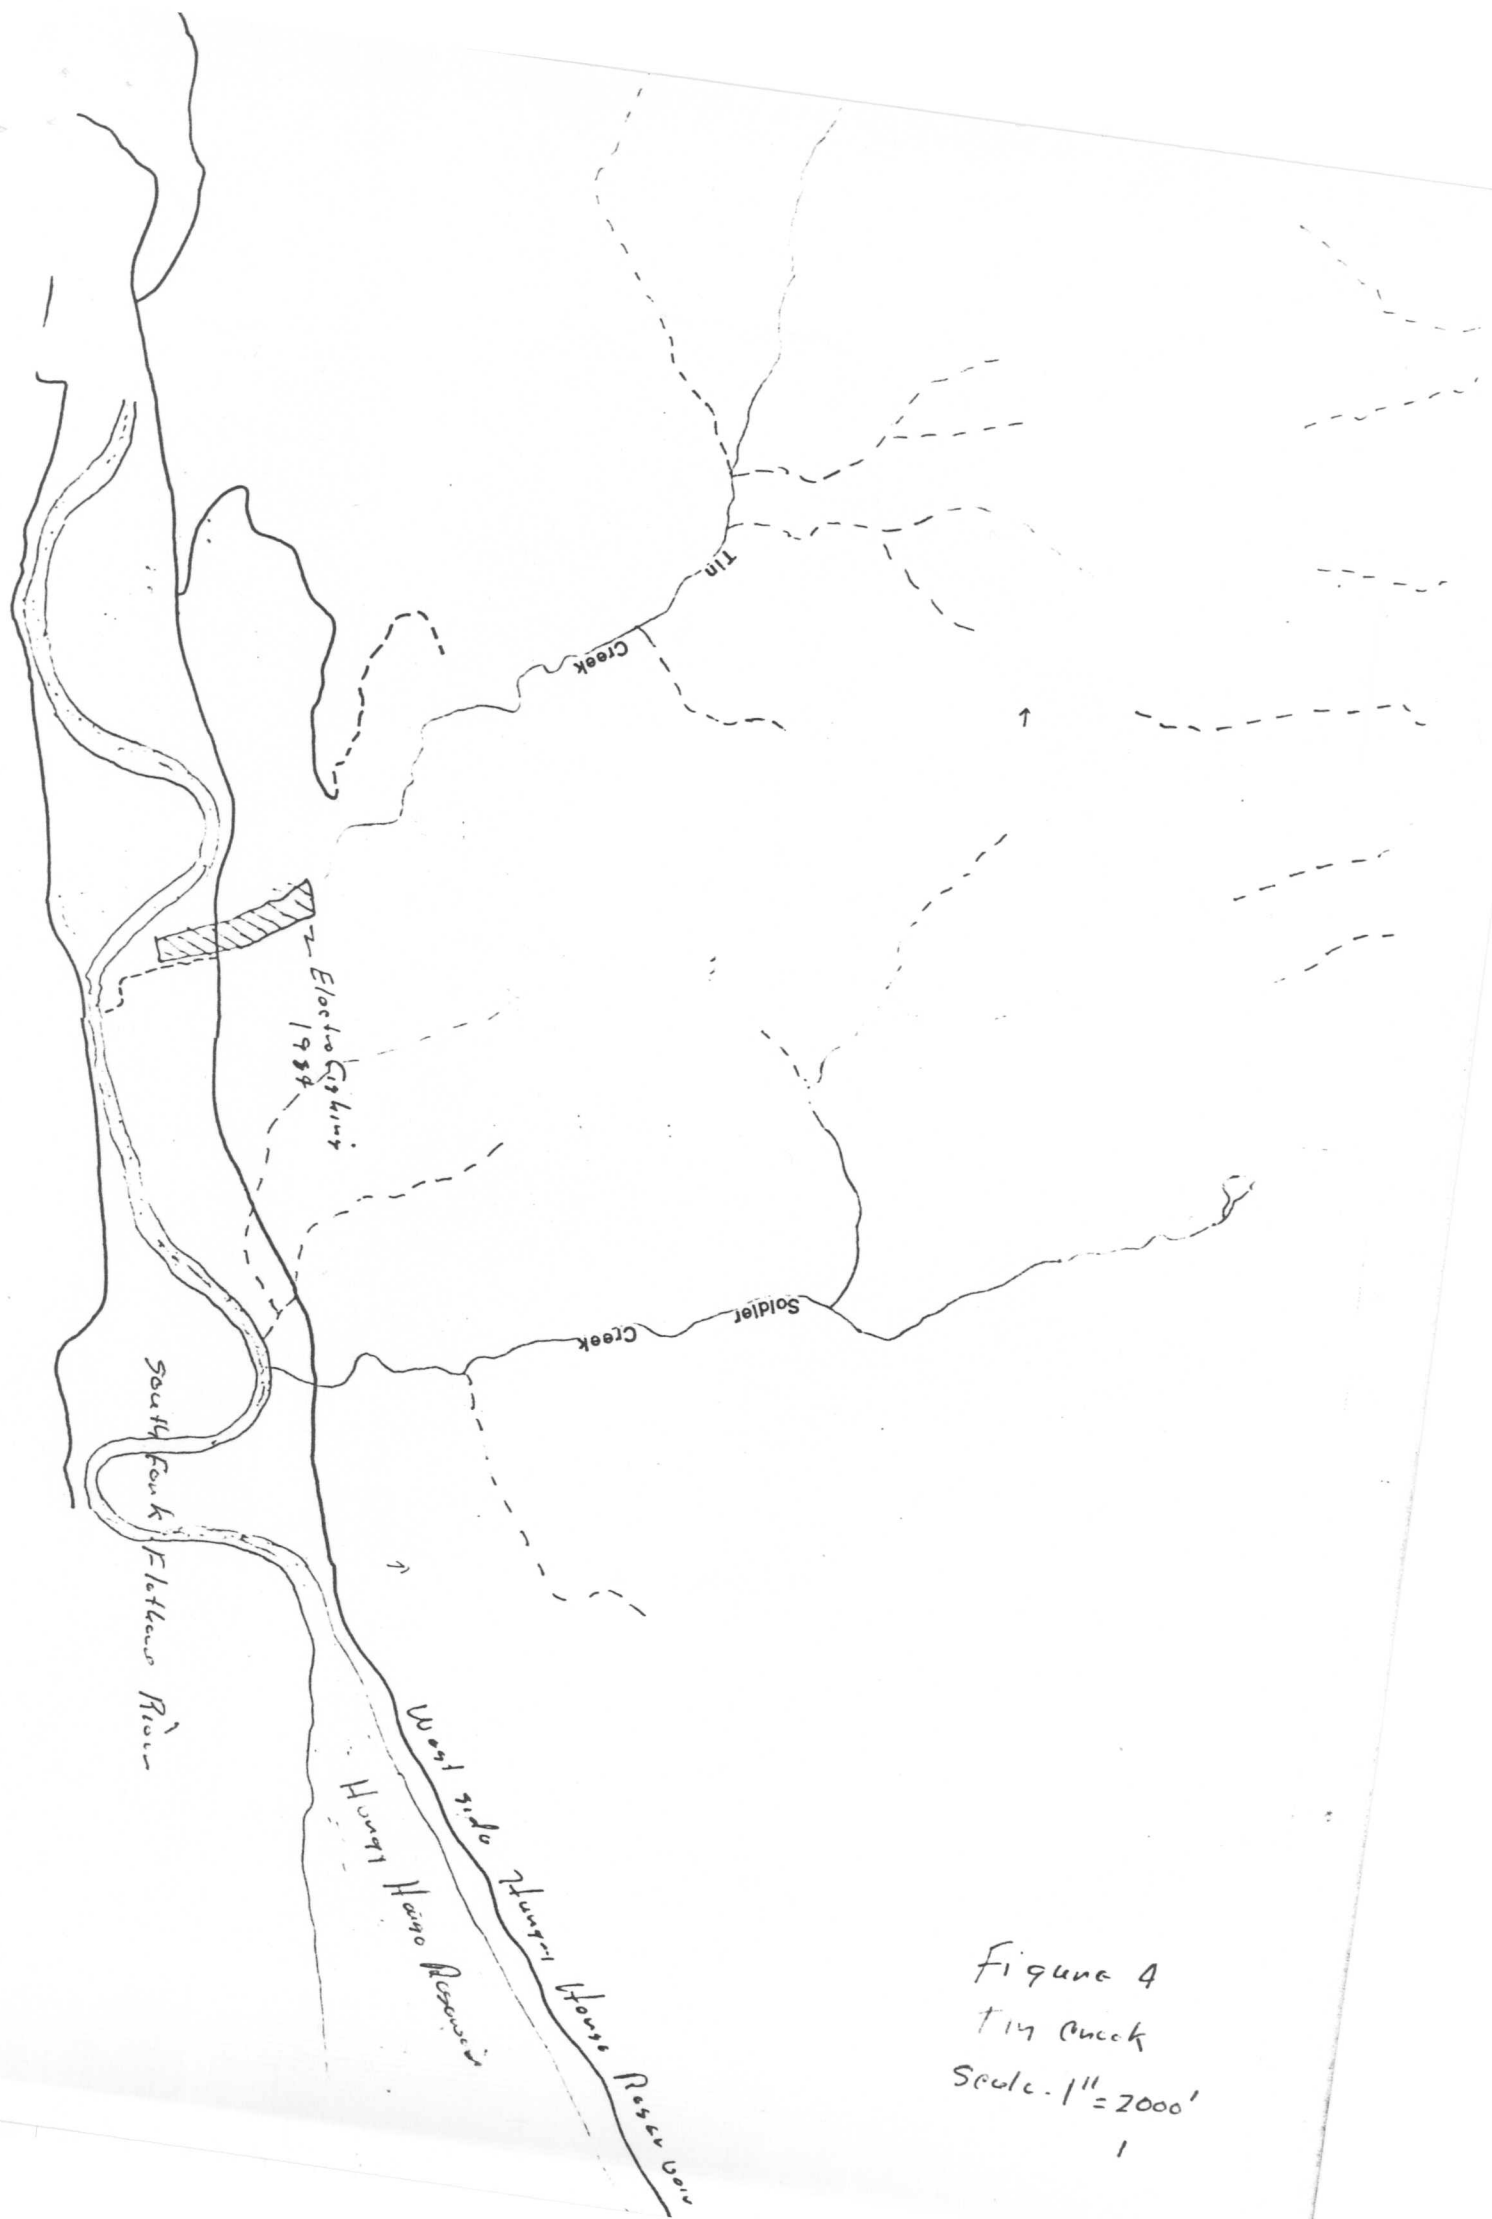 Tin
Creek
Electrofishing
1984
Soldier
Creek
South Fork Flathead River
Hungry Horse Reservoir
West side Hungry Horse Reservoir
Figure 4
Tin Creek
Scale - 1" = 2000'